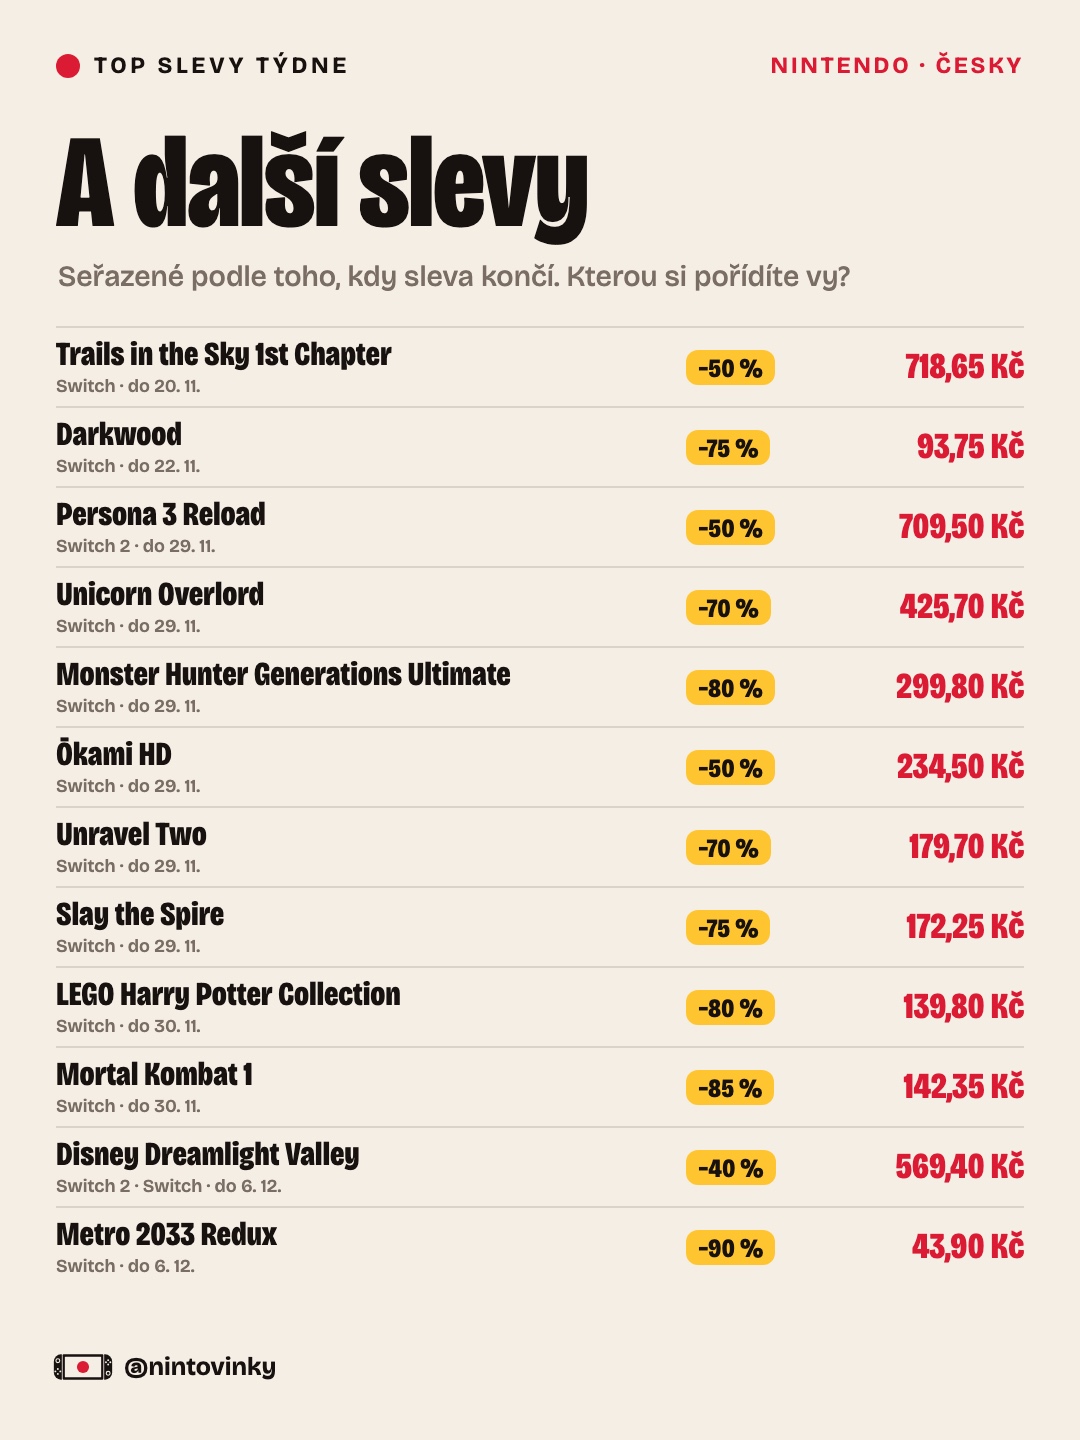 TOP SLEVY TÝDNE
NINTENDO · ČESKY
A další slevy
Seřazené podle toho, kdy sleva končí. Kterou si pořídíte vy?
Trails in the Sky 1st Chapter
Switch · do 20. 11.
-50 %
718,65 Kč
Darkwood
Switch · do 22. 11.
-75 %
93,75 Kč
Persona 3 Reload
Switch 2 · do 29. 11.
-50 %
709,50 Kč
Unicorn Overlord
Switch · do 29. 11.
-70 %
425,70 Kč
Monster Hunter Generations Ultimate
Switch · do 29. 11.
-80 %
299,80 Kč
Ōkami HD
Switch · do 29. 11.
-50 %
234,50 Kč
Unravel Two
Switch · do 29. 11.
-70 %
179,70 Kč
Slay the Spire
Switch · do 29. 11.
-75 %
172,25 Kč
LEGO Harry Potter Collection
Switch · do 30. 11.
-80 %
139,80 Kč
Mortal Kombat 1
Switch · do 30. 11.
-85 %
142,35 Kč
Disney Dreamlight Valley
Switch 2 · Switch · do 6. 12.
-40 %
569,40 Kč
Metro 2033 Redux
Switch · do 6. 12.
-90 %
43,90 Kč
@nintovinky